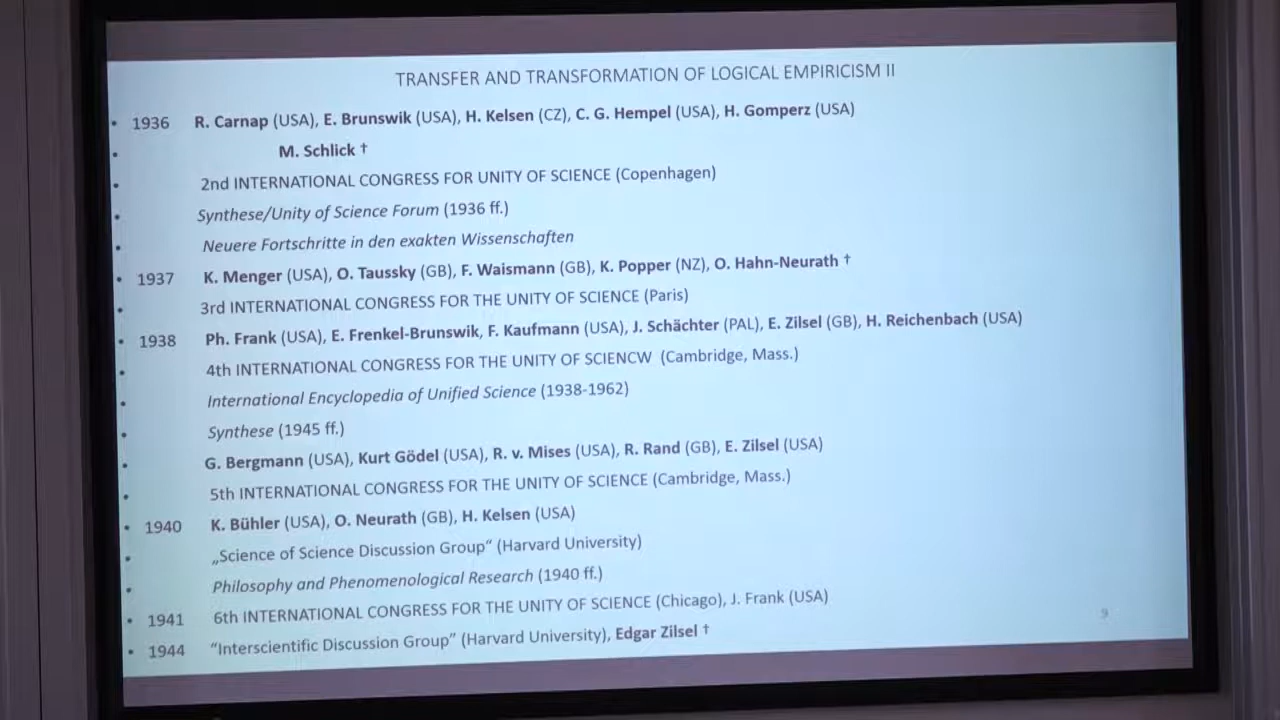 TRANSFER AND TRANSFORMATION OF LOGICAL EMPIRICISM II
• 1936 R. Carnap (USA), E. Brunswik (USA), H. Kelsen (CZ), C. G. Hempel (USA), H. Gomperz (USA)
• M. Schlick †
• 2nd INTERNATIONAL CONGRESS FOR UNITY OF SCIENCE (Copenhagen)
• Synthese/Unity of Science Forum (1936 ff.)
• Neuere Fortschritte in den exakten Wissenschaften
• 1937 K. Menger (USA), O. Taussky (GB), F. Waismann (GB), K. Popper (NZ), O. Hahn-Neurath †
• 3rd INTERNATIONAL CONGRESS FOR THE UNITY OF SCIENCE (Paris)
• 1938 Ph. Frank (USA), E. Frenkel-Brunswik, F. Kaufmann (USA), J. Schächter (PAL), E. Zilsel (GB), H. Reichenbach (USA)
• 4th INTERNATIONAL CONGRESS FOR THE UNITY OF SCIENCW (Cambridge, Mass.)
• International Encyclopedia of Unified Science (1938-1962)
• Synthese (1945 ff.)
• G. Bergmann (USA), Kurt Gödel (USA), R. v. Mises (USA), R. Rand (GB), E. Zilsel (USA)
• 5th INTERNATIONAL CONGRESS FOR THE UNITY OF SCIENCE (Cambridge, Mass.)
• 1940 K. Bühler (USA), O. Neurath (GB), H. Kelsen (USA)
• „Science of Science Discussion Group“ (Harvard University)
• Philosophy and Phenomenological Research (1940 ff.)
• 1941 6th INTERNATIONAL CONGRESS FOR THE UNITY OF SCIENCE (Chicago), J. Frank (USA)
• 1944 “Interscientific Discussion Group” (Harvard University), Edgar Zilsel †
9